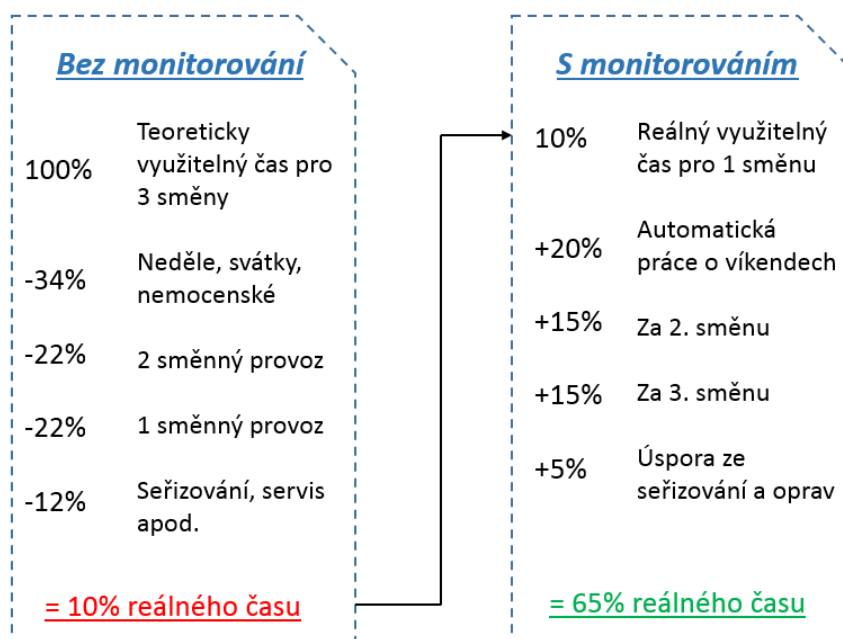 Bez monitorování
100%
Teoreticky
využitelný čas pro
3 směny
-34%
Neděle, svátky,
nemocenské
-22%
2 směnný provoz
-22%
1 směnný provoz
-12%
Seřizování, servis
apod.
= 10% reálného času
S monitorováním
10%
Reálný využitelný
čas pro 1 směnu
+20%
Automatická
práce o víkendech
+15%
Za 2. směnu
+15%
Za 3. směnu
+5%
Úspora ze
seřizování a oprav
= 65% reálného času